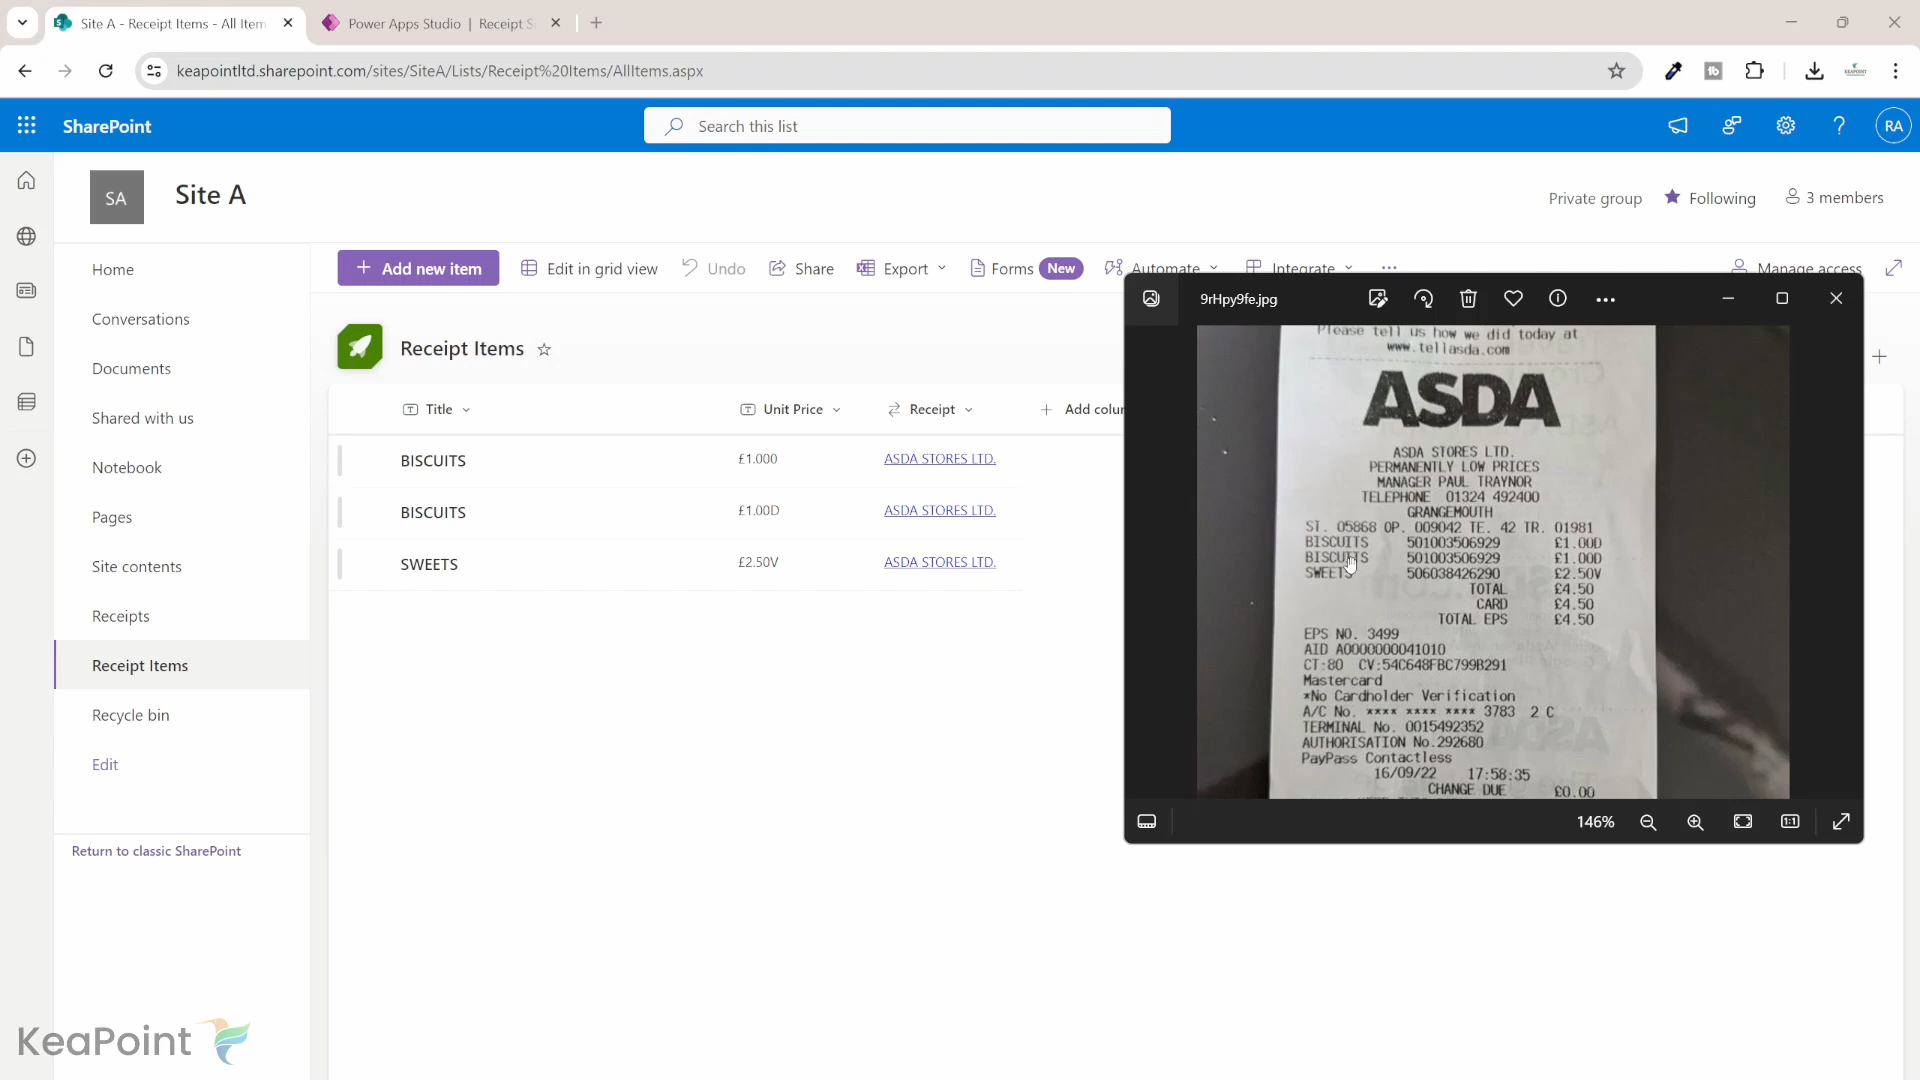 Site A - Receipt Items - All Item
Power Apps Studio | Receipt S
keapointltd.sharepoint.com/sites/SiteA/Lists/Receipt%20Items/AllItems.aspx
SharePoint
Search this list
RA
SA
Site A
Private group
Following
3 members
Home
Conversations
Documents
Shared with us
Notebook
Pages
Site contents
Receipts
Receipt Items
Recycle bin
Edit
Return to classic SharePoint
Add new item
Edit in grid view
Undo
Share
Export
Forms
New
Automate
Integrate
Manage access
Receipt Items
Title
Unit Price
Receipt
Add colum
BISCUITS £1.000 ASDA STORES LTD.
BISCUITS £1.00D ASDA STORES LTD.
SWEETS £2.50V ASDA STORES LTD.
9rHpy9fe.jpg
Please tell us how we did today at
www.tellasda.com
ASDA
ASDA STORES LTD.
PERMANENTLY LOW PRICES
MANAGER PAUL TRAYNOR
TELEPHONE 01324 492400
GRANGEMOUTH
ST. 05868 OP. 009042 TE. 42 TR. 01981
BISCUITS 501003506929 £1.00D
BISCUITS 501003506929 £1.00D
SWEETS 506038426290 £2.50V
TOTAL £4.50
CARD £4.50
TOTAL EPS £4.50
EPS NO. 3499
AID A0000000041010
CT:80 CV:54C648FBC799B291
Mastercard
*No Cardholder Verification
A/C No. **** **** **** 3783 2 C
TERMINAL No. 0015492352
AUTHORISATION No.292680
PayPass Contactless
16/09/22 17:58:35
CHANGE DUE £0.00
146%
1:1
KeaPoint